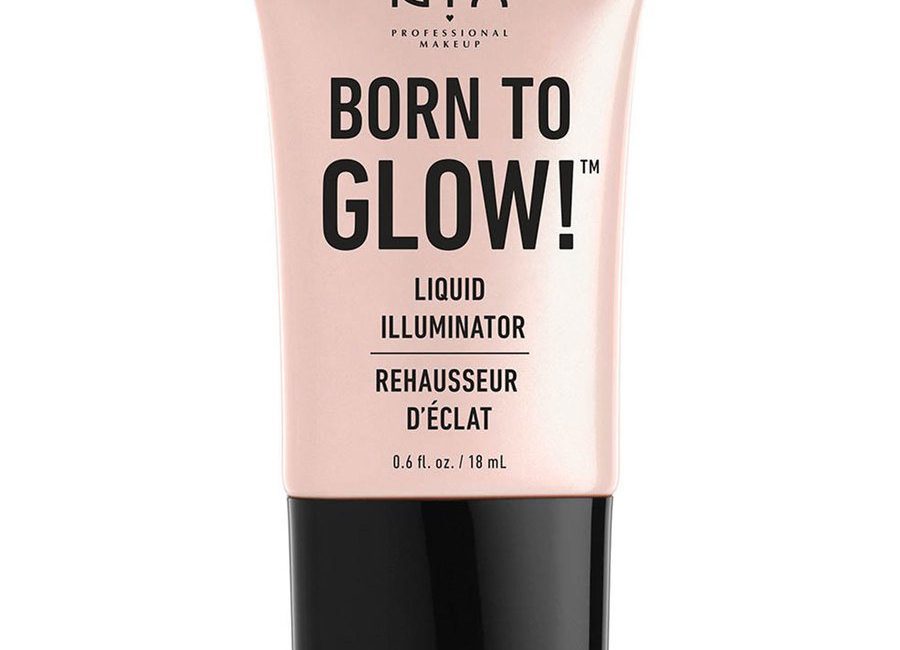 PROFESSIONAL
MAKEUP
BORN TO
GLOW!™
LIQUID
ILLUMINATOR
REHAUSSEUR
D'ÉCLAT
0.6 fl. oz. / 18 mL